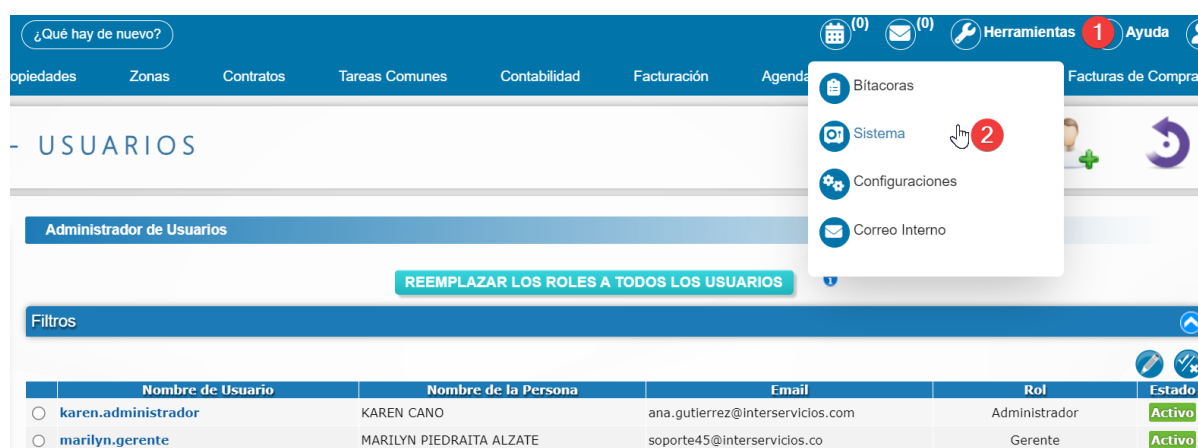 ¿Qué hay de nuevo? (0) (0) Herramientas 1 Ayuda
opiedades Zonas Contratos Tareas Comunes Contabilidad Facturación Agenda Facturas de Compra
Bítacoras
- USUARIOS
Sistema 2
Configuraciones
Administrador de Usuarios
Correo Interno
REEMPLAZAR LOS ROLES A TODOS LOS USUARIOS
Filtros
Nombre de Usuario Nombre de la Persona Email Rol Estado
karen.administrador KAREN CANO ana.gutierrez@interservicios.com Administrador Activo
marilyn.gerente MARILYN PIEDRAITA ALZATE soporte45@interservicios.co Gerente Activo